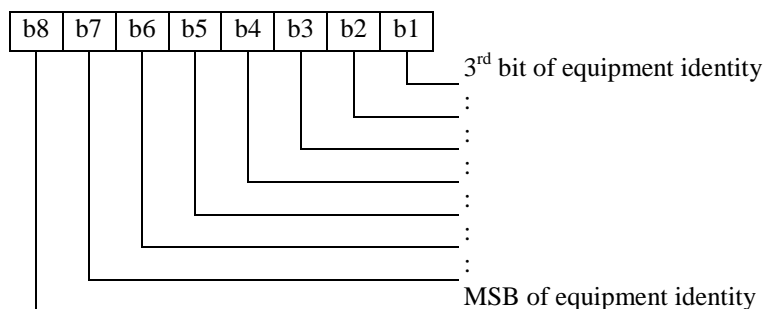 b8 b7 b6 b5 b4 b3 b2 b1
3rd bit of equipment identity
:
:
:
:
:
:
MSB of equipment identity